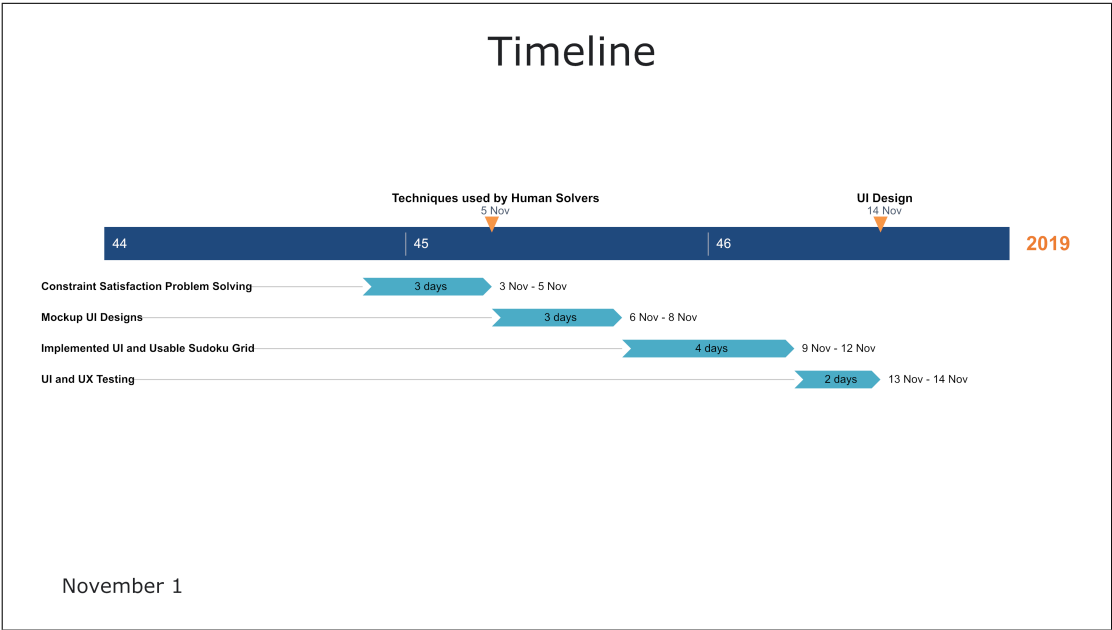 Timeline
Techniques used by Human Solvers
5 Nov
UI Design
14 Nov
44
45
46
2019
Constraint Satisfaction Problem Solving
3 days
3 Nov - 5 Nov
Mockup UI Designs
3 days
6 Nov - 8 Nov
Implemented UI and Usable Sudoku Grid
4 days
9 Nov - 12 Nov
UI and UX Testing
2 days
13 Nov - 14 Nov
November 1